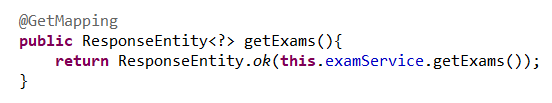 @GetMapping
public ResponseEntity<?> getExams(){
    return ResponseEntity.ok(this.examService.getExams());
}